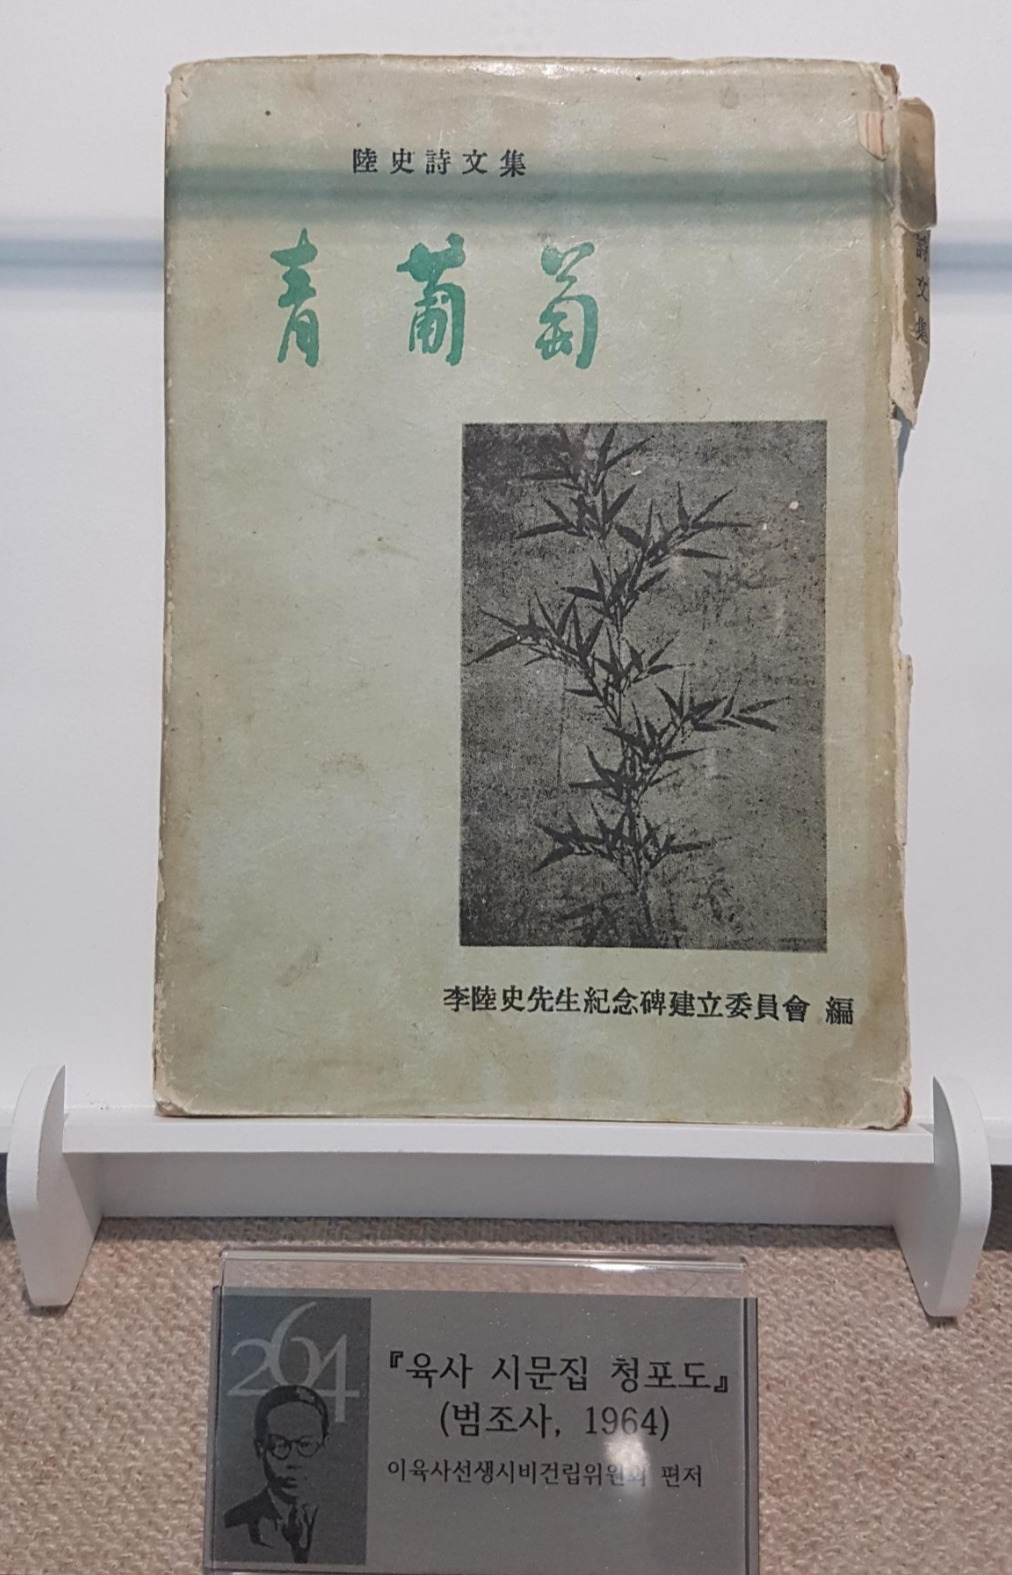 陸史詩文集
靑葡萄
詩文集
李陸史先生紀念碑建立委員會 編
264
『육사 시문집 청포도』
(범조사, 1964)
이육사선생시비건립위원회 편저